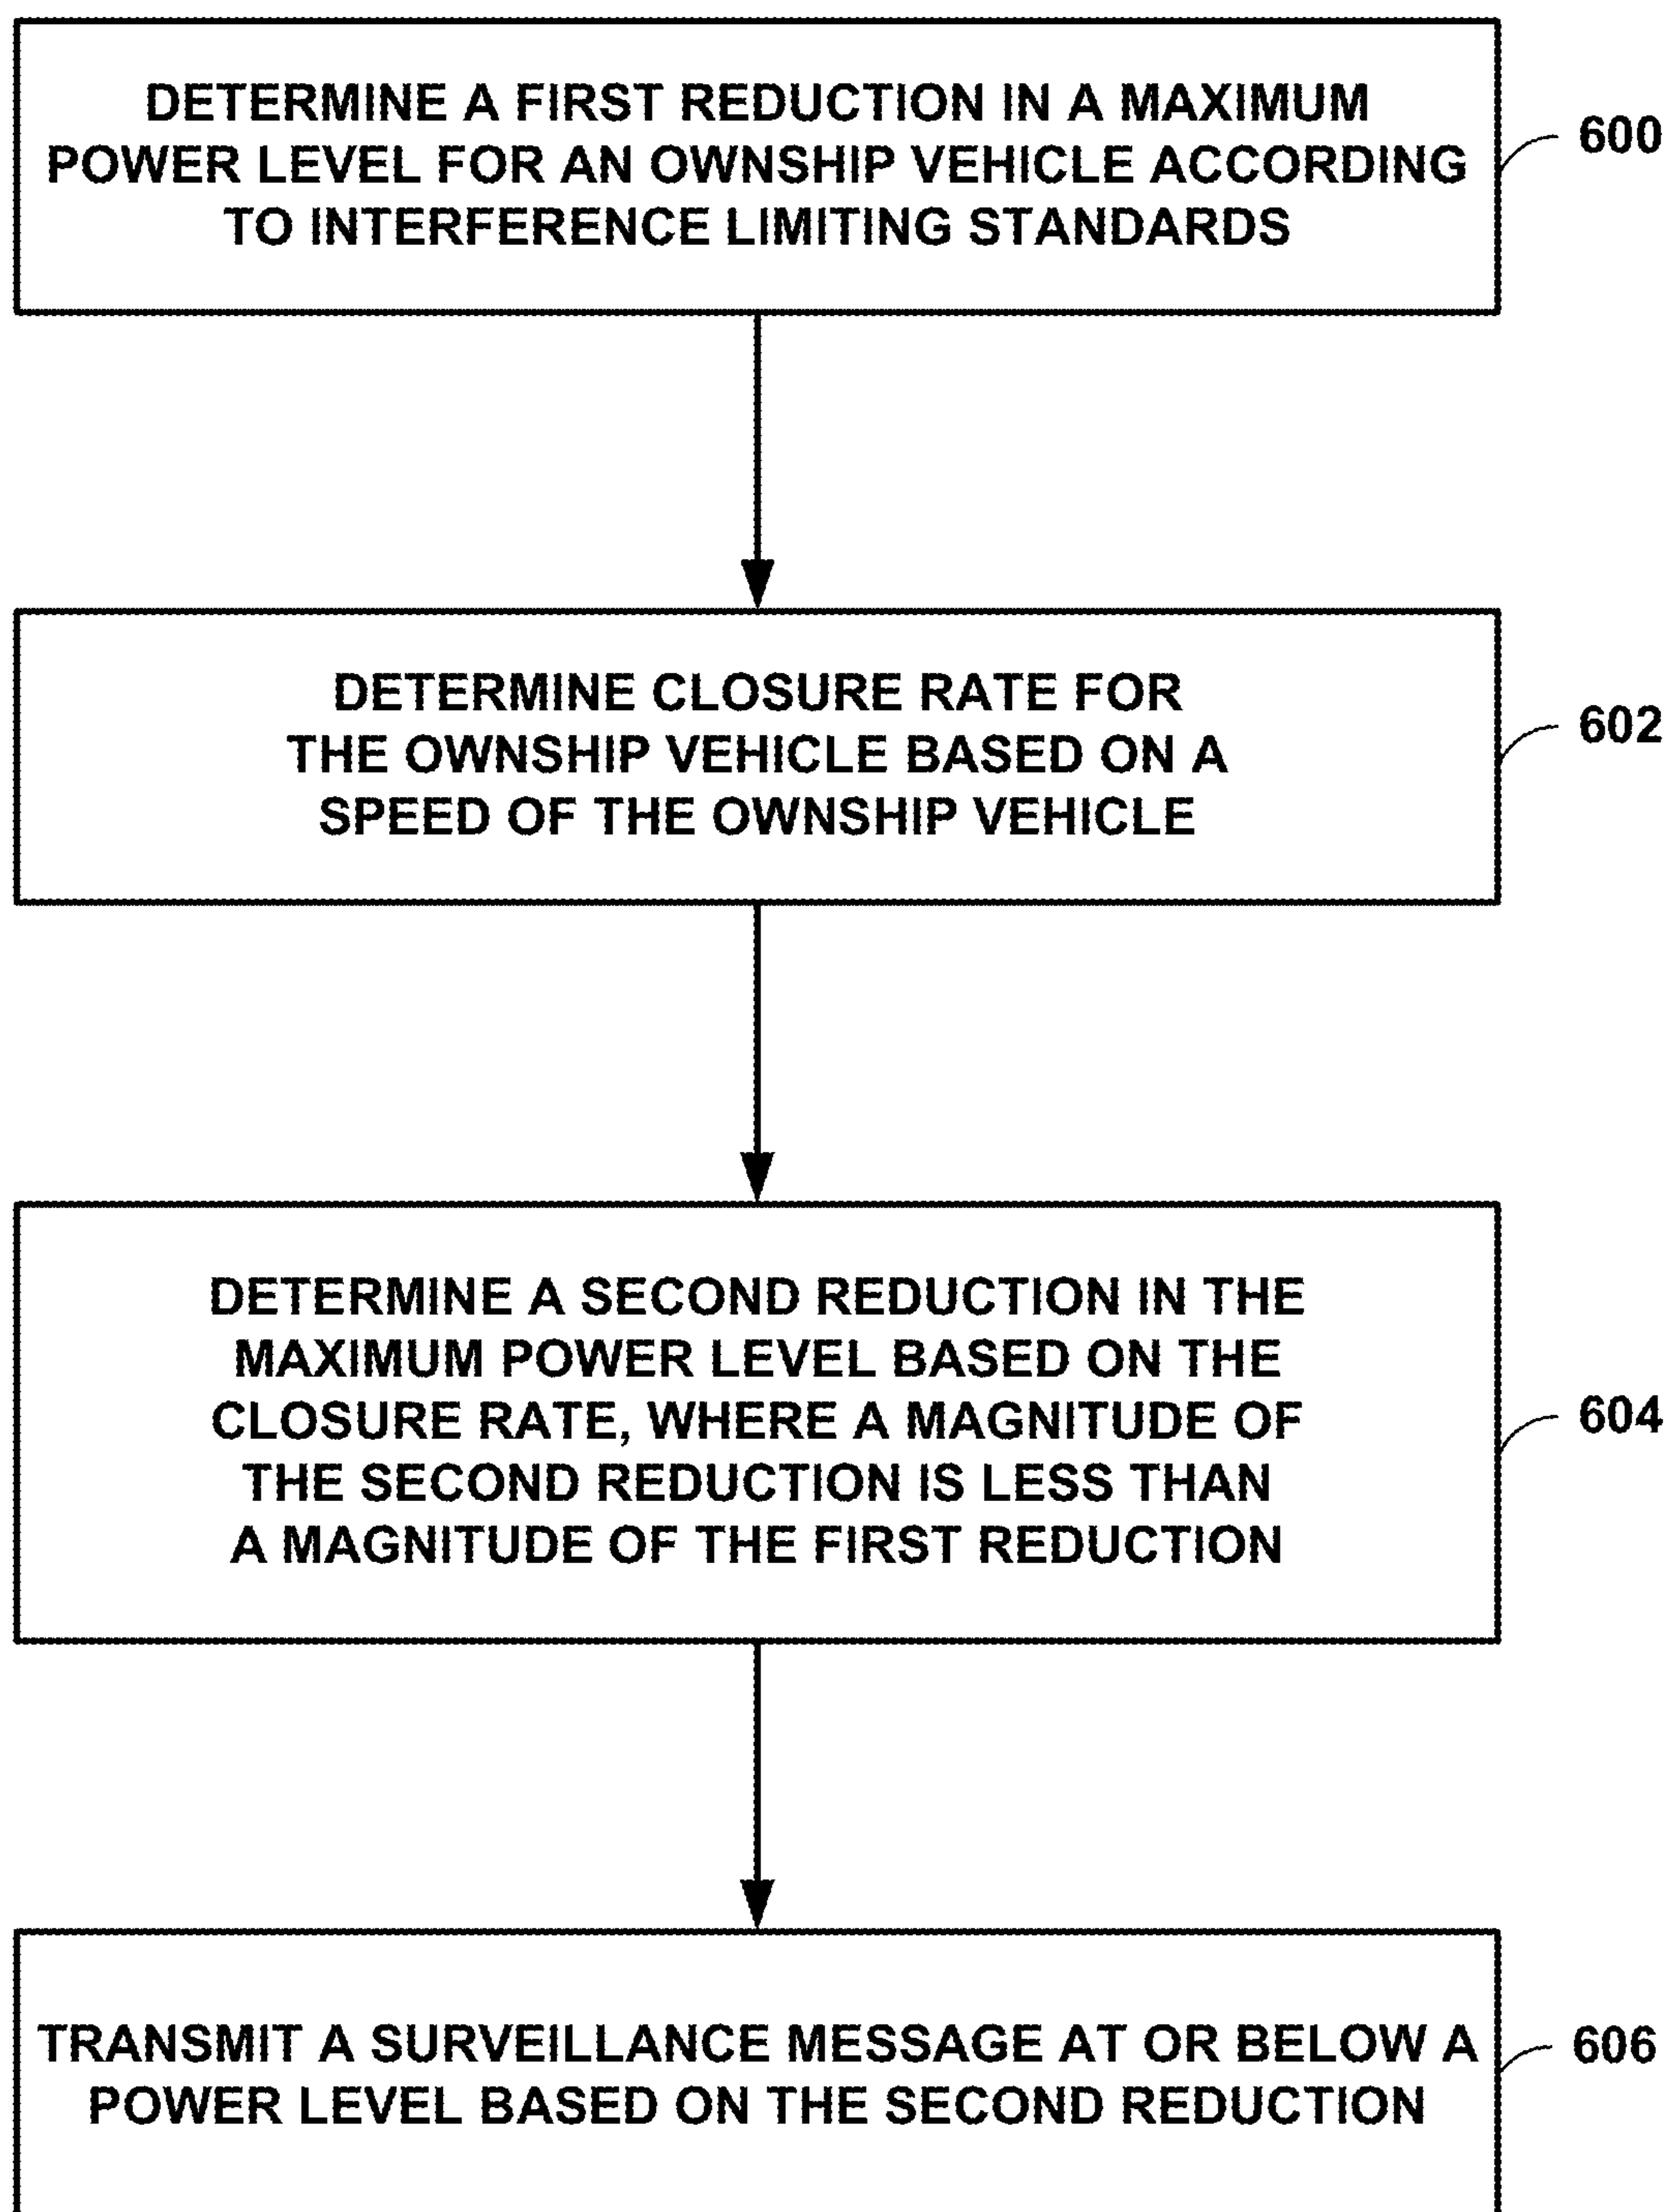 DETERMINE A FIRST REDUCTION IN A MAXIMUM
POWER LEVEL FOR AN OWNSHIP VEHICLE ACCORDING
TO INTERFERENCE LIMITING STANDARDS
600
DETERMINE CLOSURE RATE FOR
THE OWNSHIP VEHICLE BASED ON A
SPEED OF THE OWNSHIP VEHICLE
602
DETERMINE A SECOND REDUCTION IN THE
MAXIMUM POWER LEVEL BASED ON THE
CLOSURE RATE, WHERE A MAGNITUDE OF
THE SECOND REDUCTION IS LESS THAN
A MAGNITUDE OF THE FIRST REDUCTION
604
TRANSMIT A SURVEILLANCE MESSAGE AT OR BELOW A
POWER LEVEL BASED ON THE SECOND REDUCTION
606